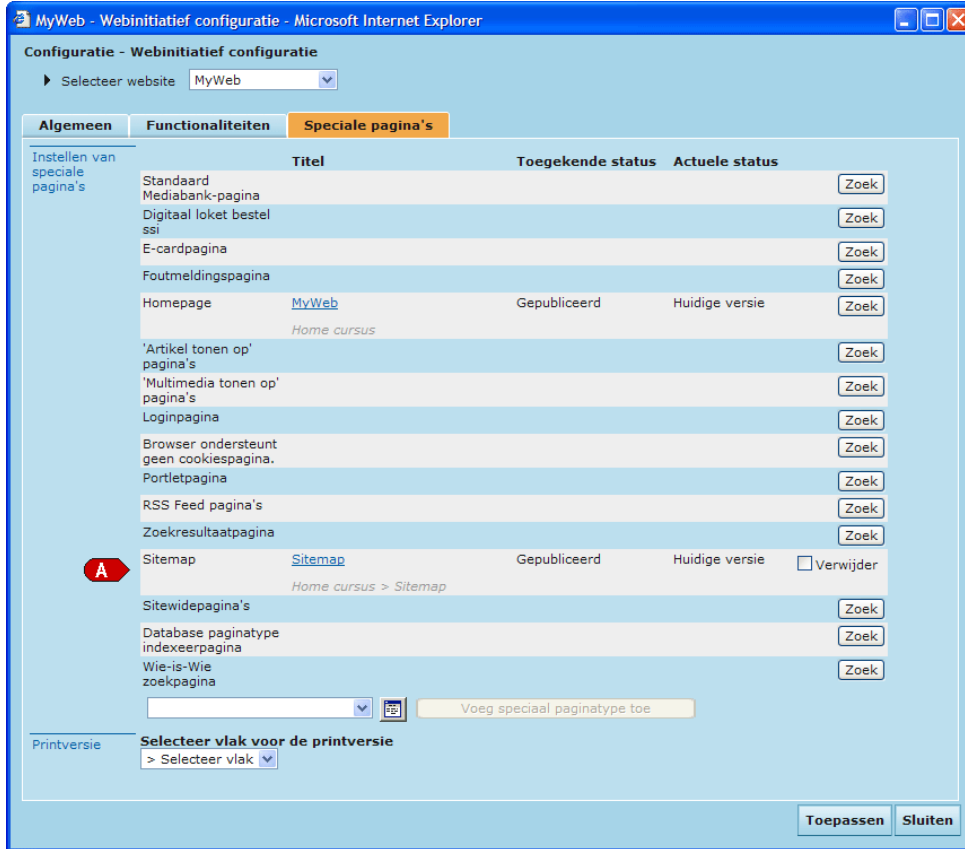 MyWeb - Webinitiatief configuratie - Microsoft Internet Explorer
Configuratie - Webinitiatief configuratie
Selecteer website MyWeb
Algemeen Functionaliteiten Speciale pagina's
Instellen van
speciale
pagina's
Titel Toegekende status Actuele status
Standaard
Mediabank-pagina Zoek
Digitaal loket bestel
ssi Zoek
E-cardpagina Zoek
Foutmeldingspagina Zoek
Homepage MyWeb Gepubliceerd Huidige versie Zoek
Home cursus
'Artikel tonen op'
pagina's Zoek
'Multimedia tonen op'
pagina's Zoek
Loginpagina Zoek
Browser ondersteunt
geen cookiespagina. Zoek
Portletpagina Zoek
RSS Feed pagina's Zoek
Zoekresultaatpagina Zoek
A Sitemap Sitemap Gepubliceerd Huidige versie Verwijder
Home cursus > Sitemap
Sitewidepagina's Zoek
Database paginatype
indexeerpagina Zoek
Wie-is-Wie
zoekpagina Zoek
Voeg speciaal paginatype toe
Printversie Selecteer vlak voor de printversie
> Selecteer vlak
Toepassen Sluiten